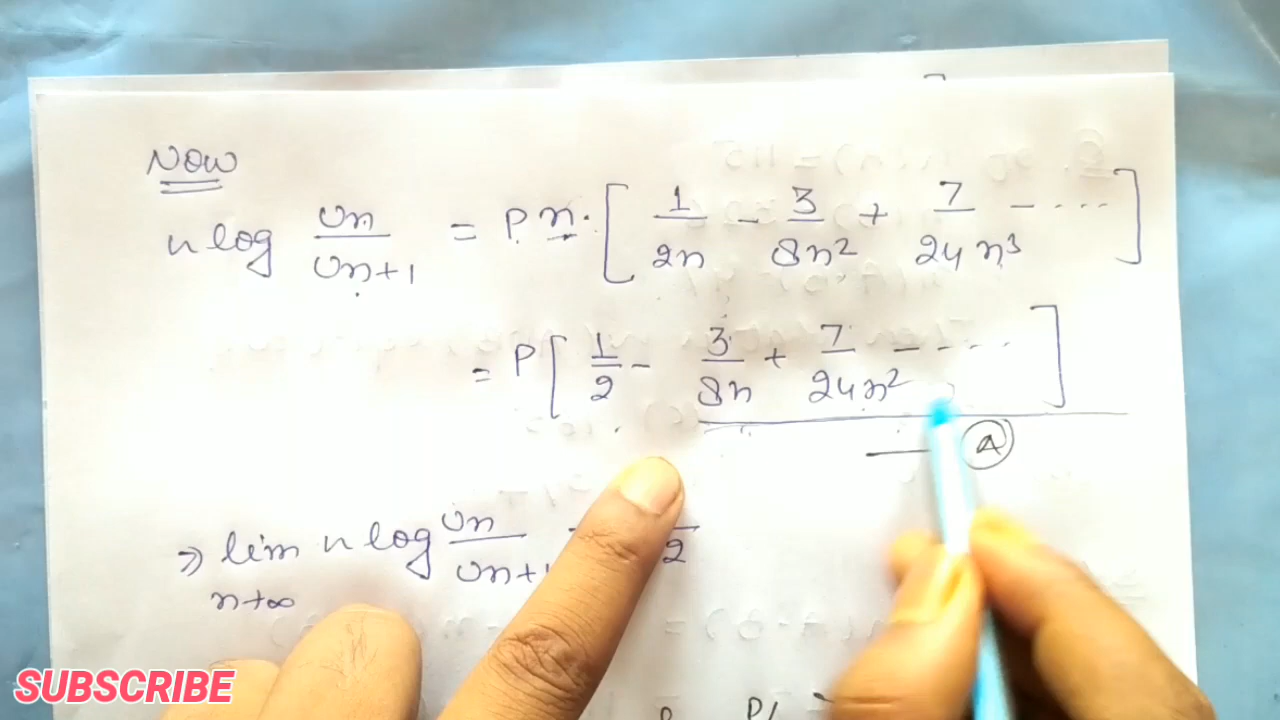 Now
n log Un/Un+1 = P n · [ 1/2n - 3/8n² + 7/24n³ - ---- ]
= P [ 1/2 - 3/8n + 7/24n² - ---- ]
— A
⇒ lim n→∞ n log Un/Un+1 2
P P/
SUBSCRIBE